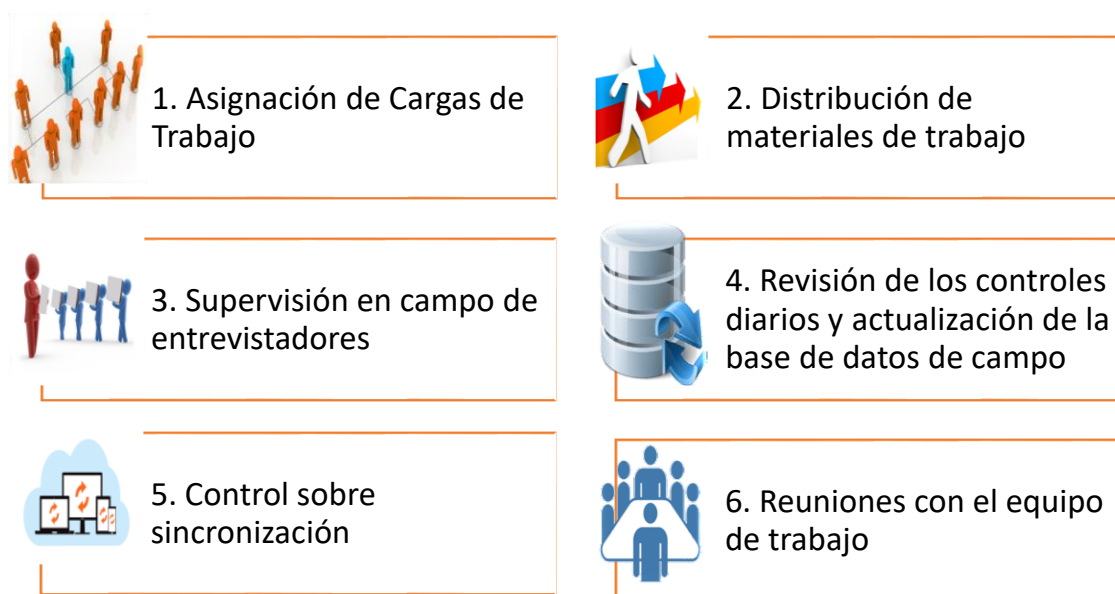 1. Asignación de Cargas de
Trabajo
2. Distribución de
materiales de trabajo
3. Supervisión en campo de
entrevistadores
4. Revisión de los controles
diarios y actualización de la
base de datos de campo
5. Control sobre
sincronización
6. Reuniones con el equipo
de trabajo